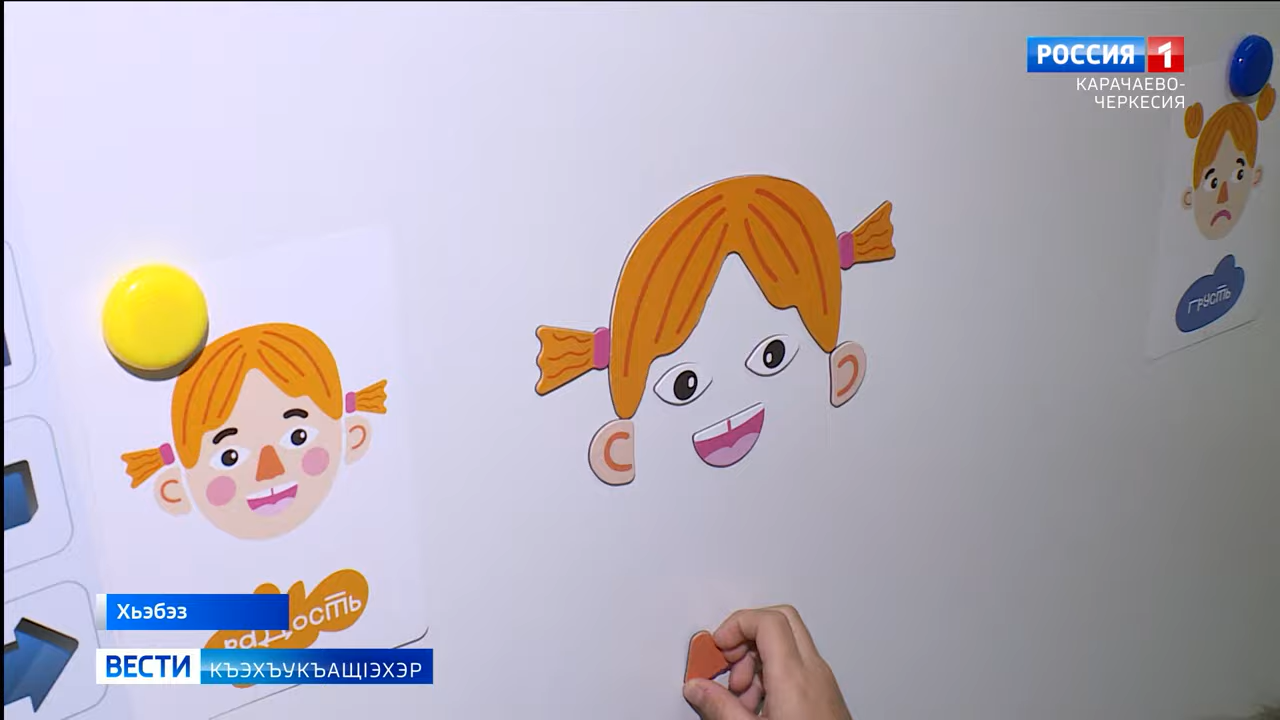 РОССИЯ 1
КАРАЧАЕВО-
ЧЕРКЕСИЯ
грусть
радость
Хьэбэз
ВЕСТИ КЪЭХЪУКЪАЩІЭХЭР